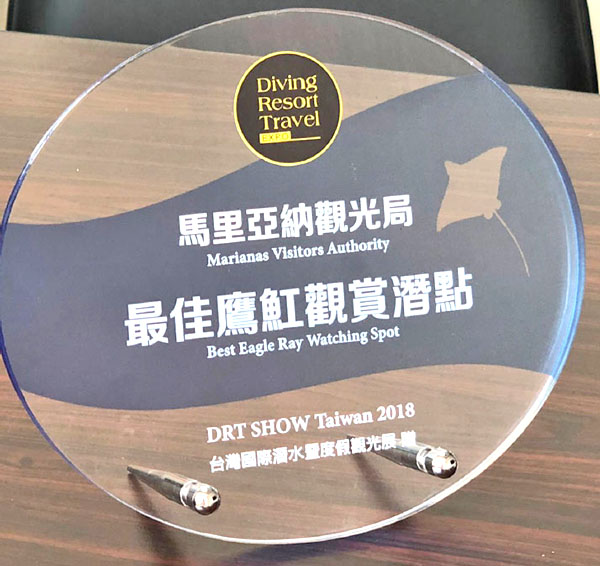 Diving
Resort
Travel
EXPO
馬里亞納觀光局
Marianas Visitors Authority
最佳鷹魟觀賞潛點
Best Eagle Ray Watching Spot
DRT SHOW Taiwan 2018
台灣國際潛水暨度假觀光展 贈